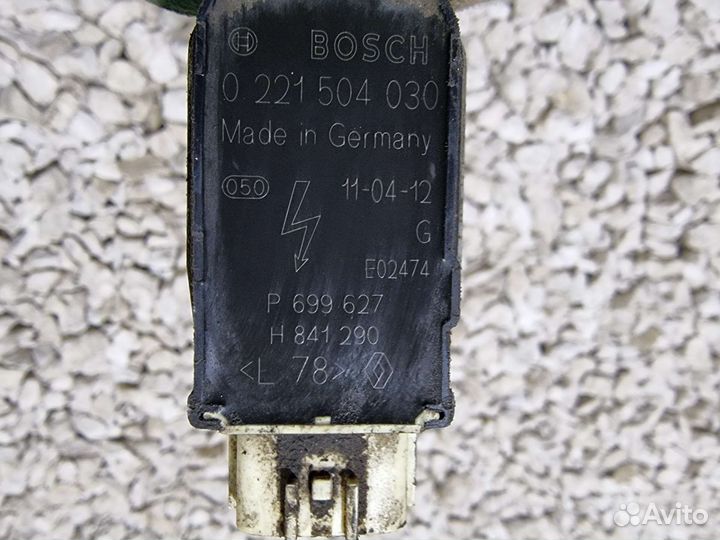 BOSCH
0 221 504 030
Made in Germany
050 11-04-12
G
E02474
P 699 627
H 841 290
<L 78>
Avito